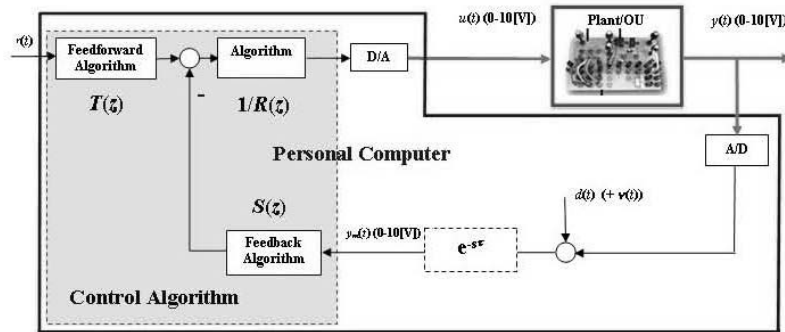 r(t)
Feedforward
Algorithm
T(z)
-
Algorithm
1/R(z)
D/A
u(t) (0-10[V])
Plant/OU
y(t) (0-10[V])
A/D
Personal Computer
d(t) (+ v(t))
e^-sτ
y_m(t) (0-10[V])
S(z)
Feedback
Algorithm
Control Algorithm